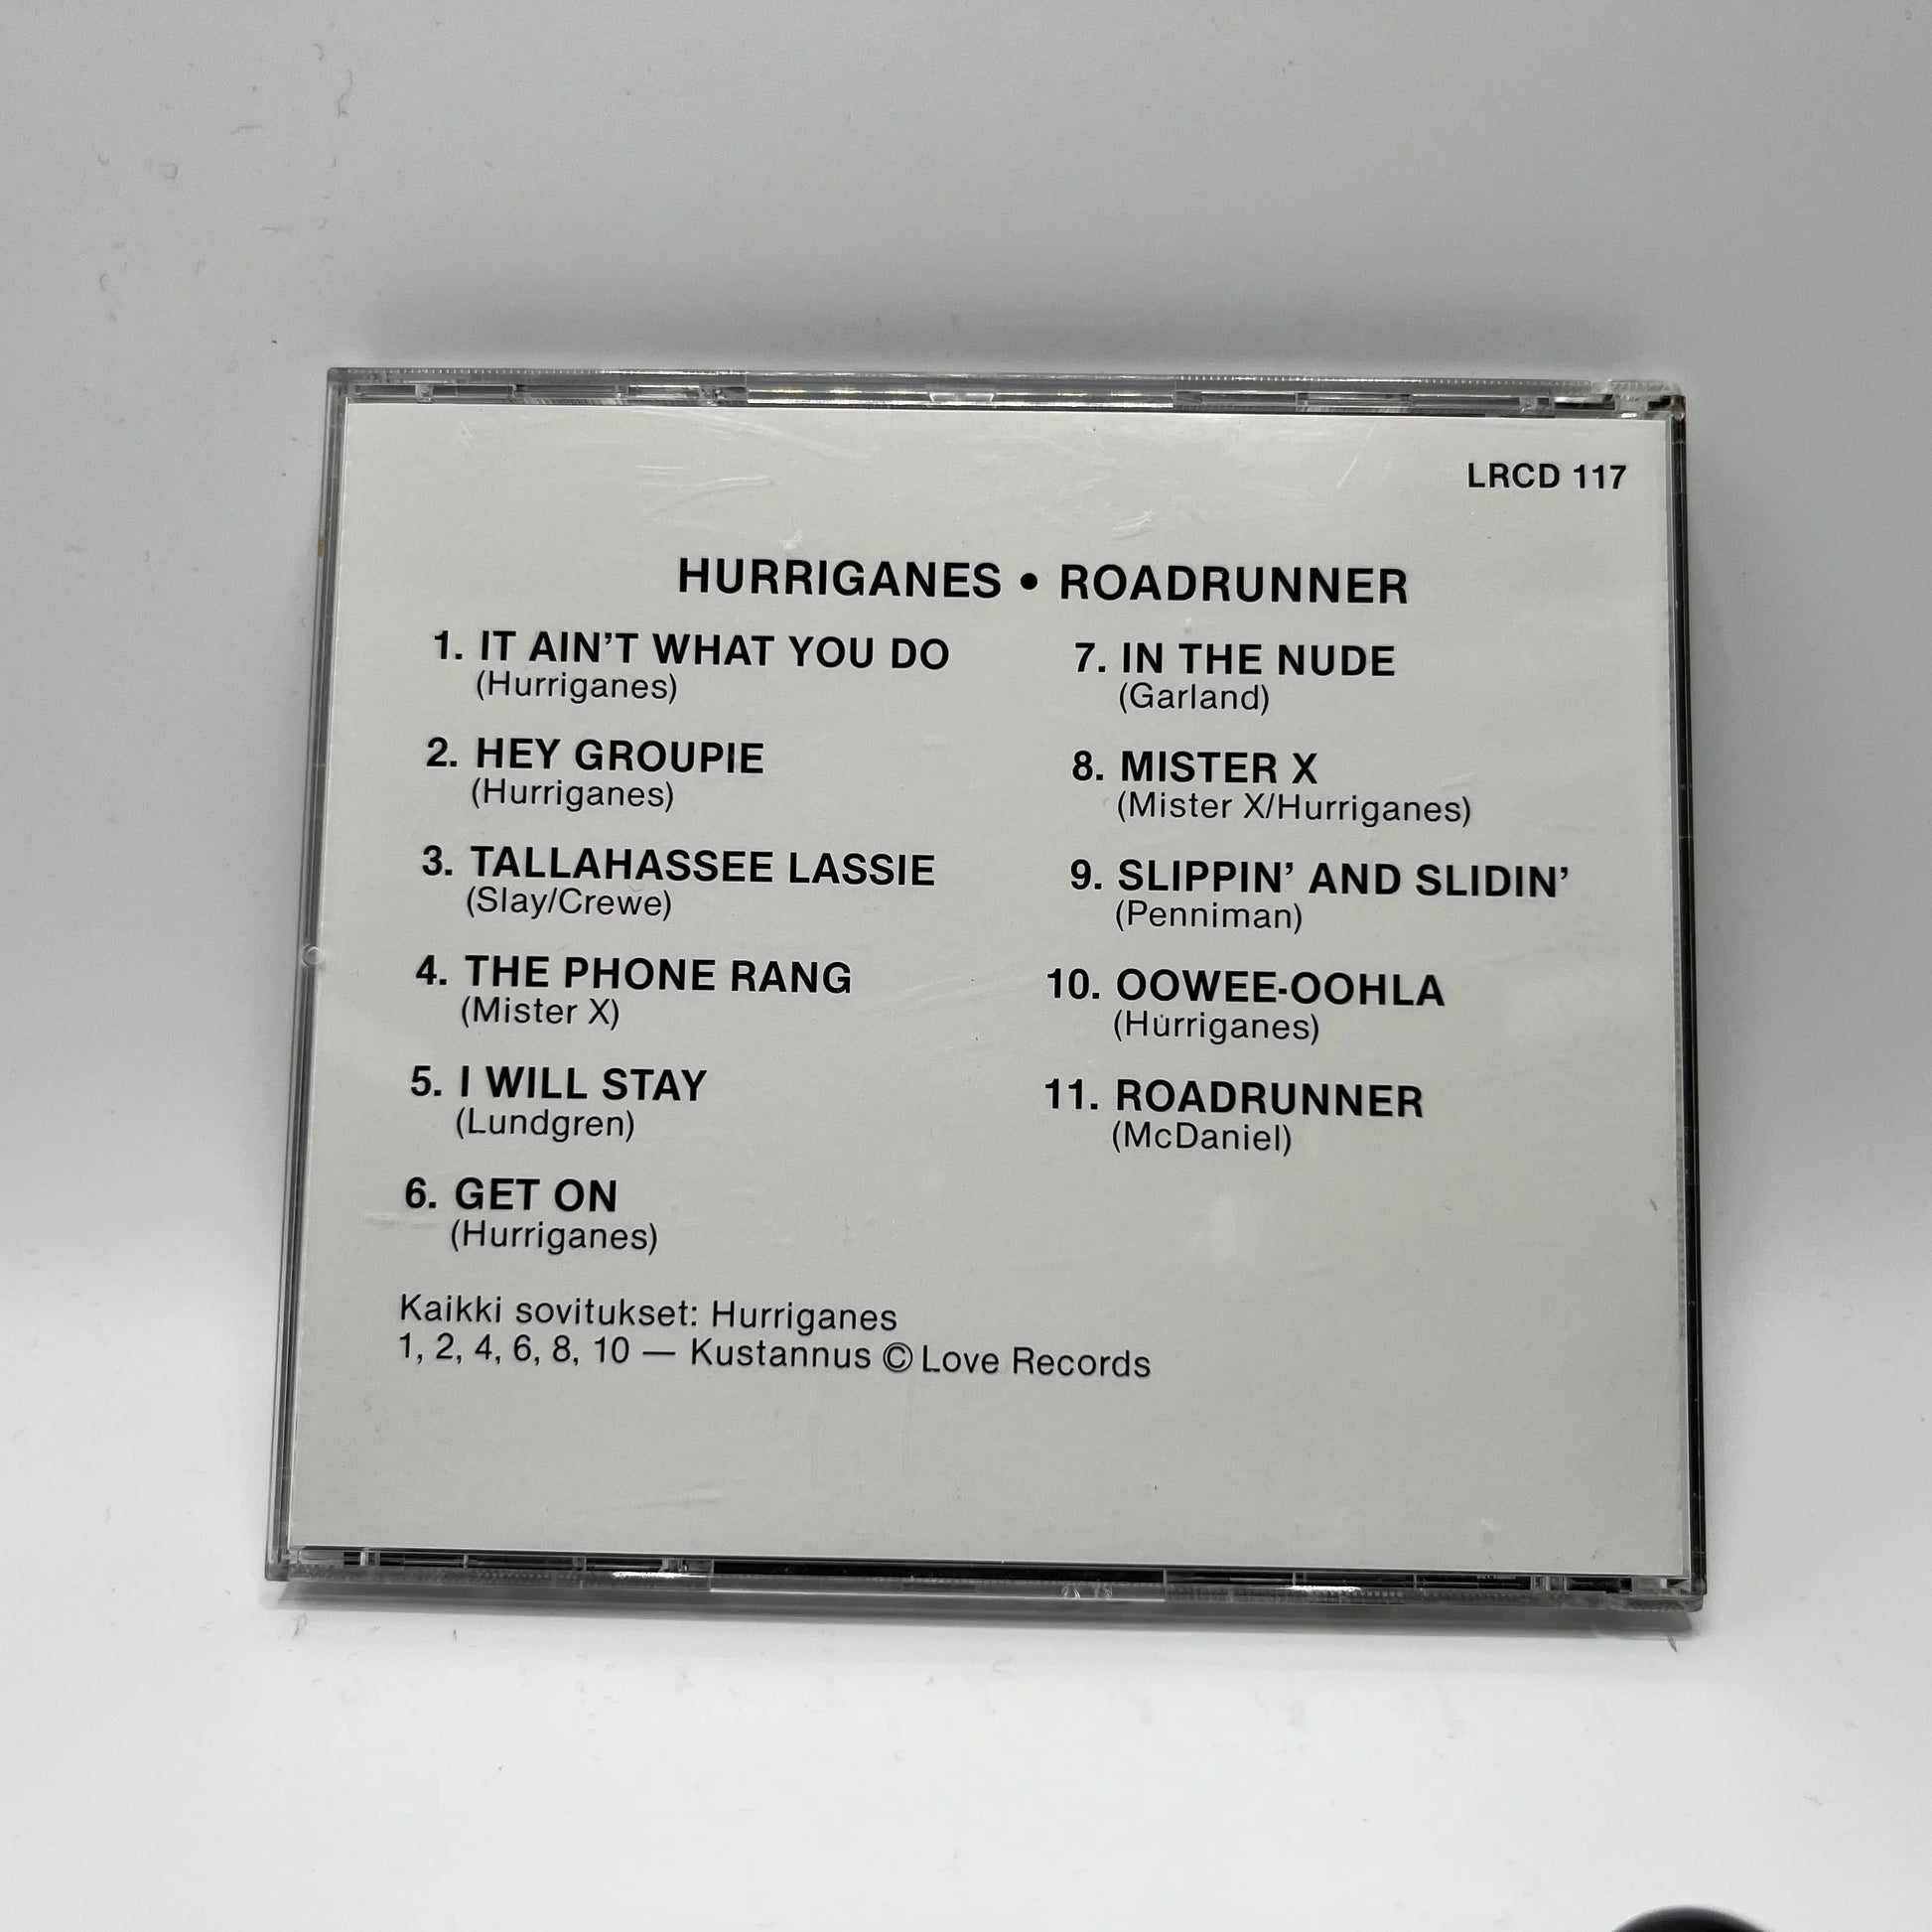 LRCD 117
HURRIGANES • ROADRUNNER
1. IT AIN’T WHAT YOU DO
(Hurriganes)
2. HEY GROUPIE
(Hurriganes)
3. TALLAHASSEE LASSIE
(Slay/Crewe)
4. THE PHONE RANG
(Mister X)
5. I WILL STAY
(Lundgren)
6. GET ON
(Hurriganes)
7. IN THE NUDE
(Garland)
8. MISTER X
(Mister X/Hurriganes)
9. SLIPPIN’ AND SLIDIN’
(Penniman)
10. OOWEE-OOHLA
(Hurriganes)
11. ROADRUNNER
(McDaniel)
Kaikki sovitukset: Hurriganes
1, 2, 4, 6, 8, 10 — Kustannus © Love Records